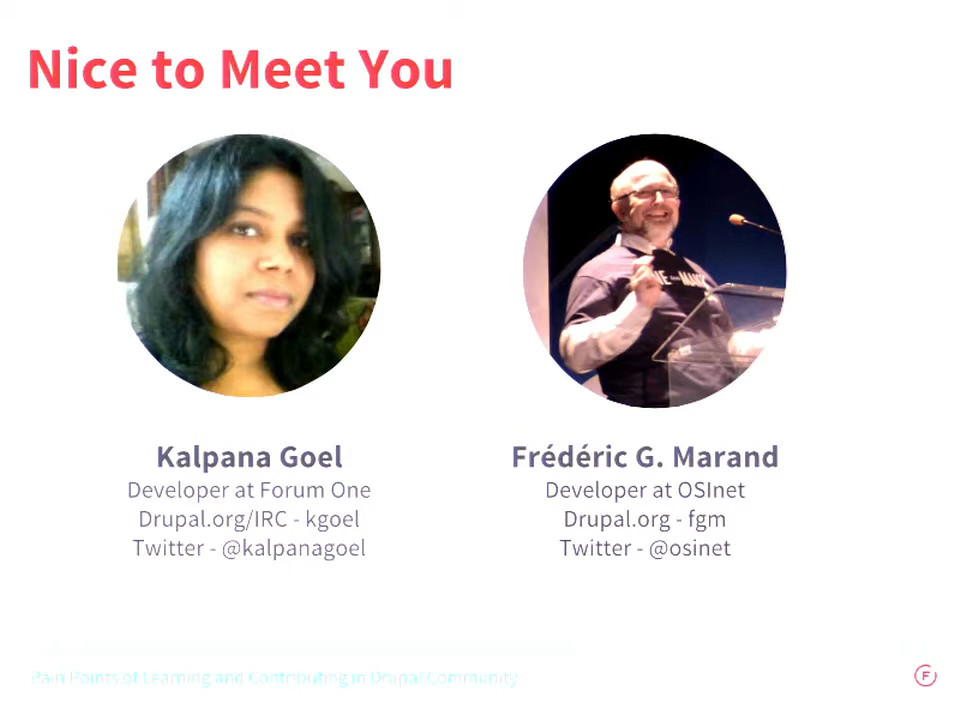 Nice to Meet You
Kalpana Goel
Developer at Forum One
Drupal.org/IRC - kgoel
Twitter - @kalpanagoel
Frédéric G. Marand
Developer at OSInet
Drupal.org - fgm
Twitter - @osinet
Pain Points of Learning and Contributing in Drupal Community
F